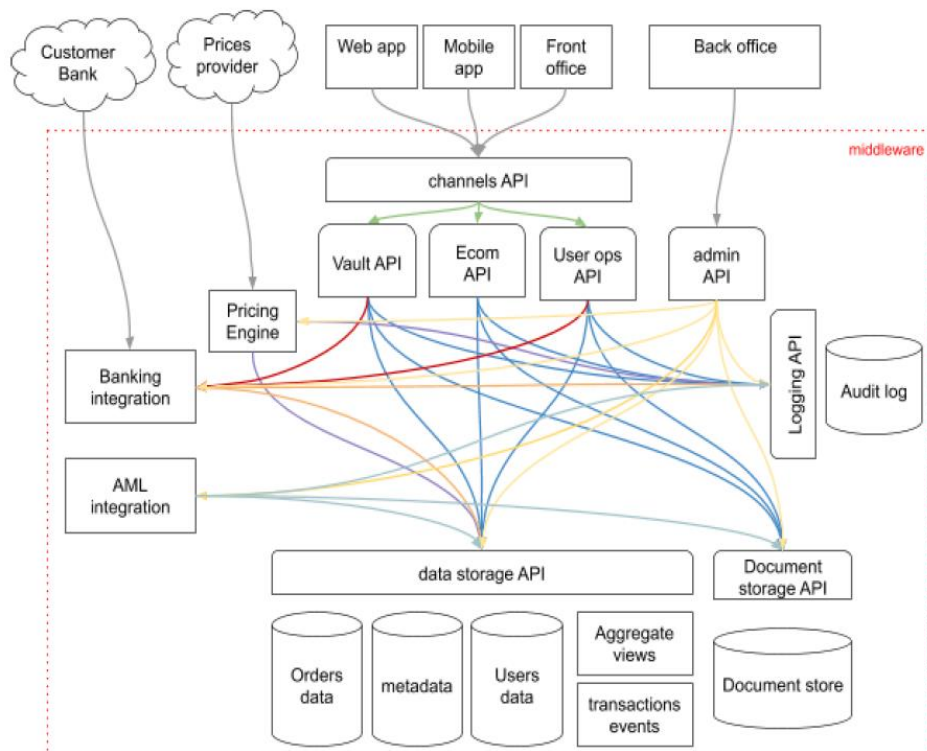 Customer
Bank
Prices
provider
Web app
Mobile
app
Front
office
Back office
middleware
channels API
Vault API
Ecom
API
User ops
API
admin
API
Pricing
Engine
Banking
integration
Logging API
Audit log
AML
integration
data storage API
Document
storage API
Orders
data
metadata
Users
data
Aggregate
views
transactions
events
Document store